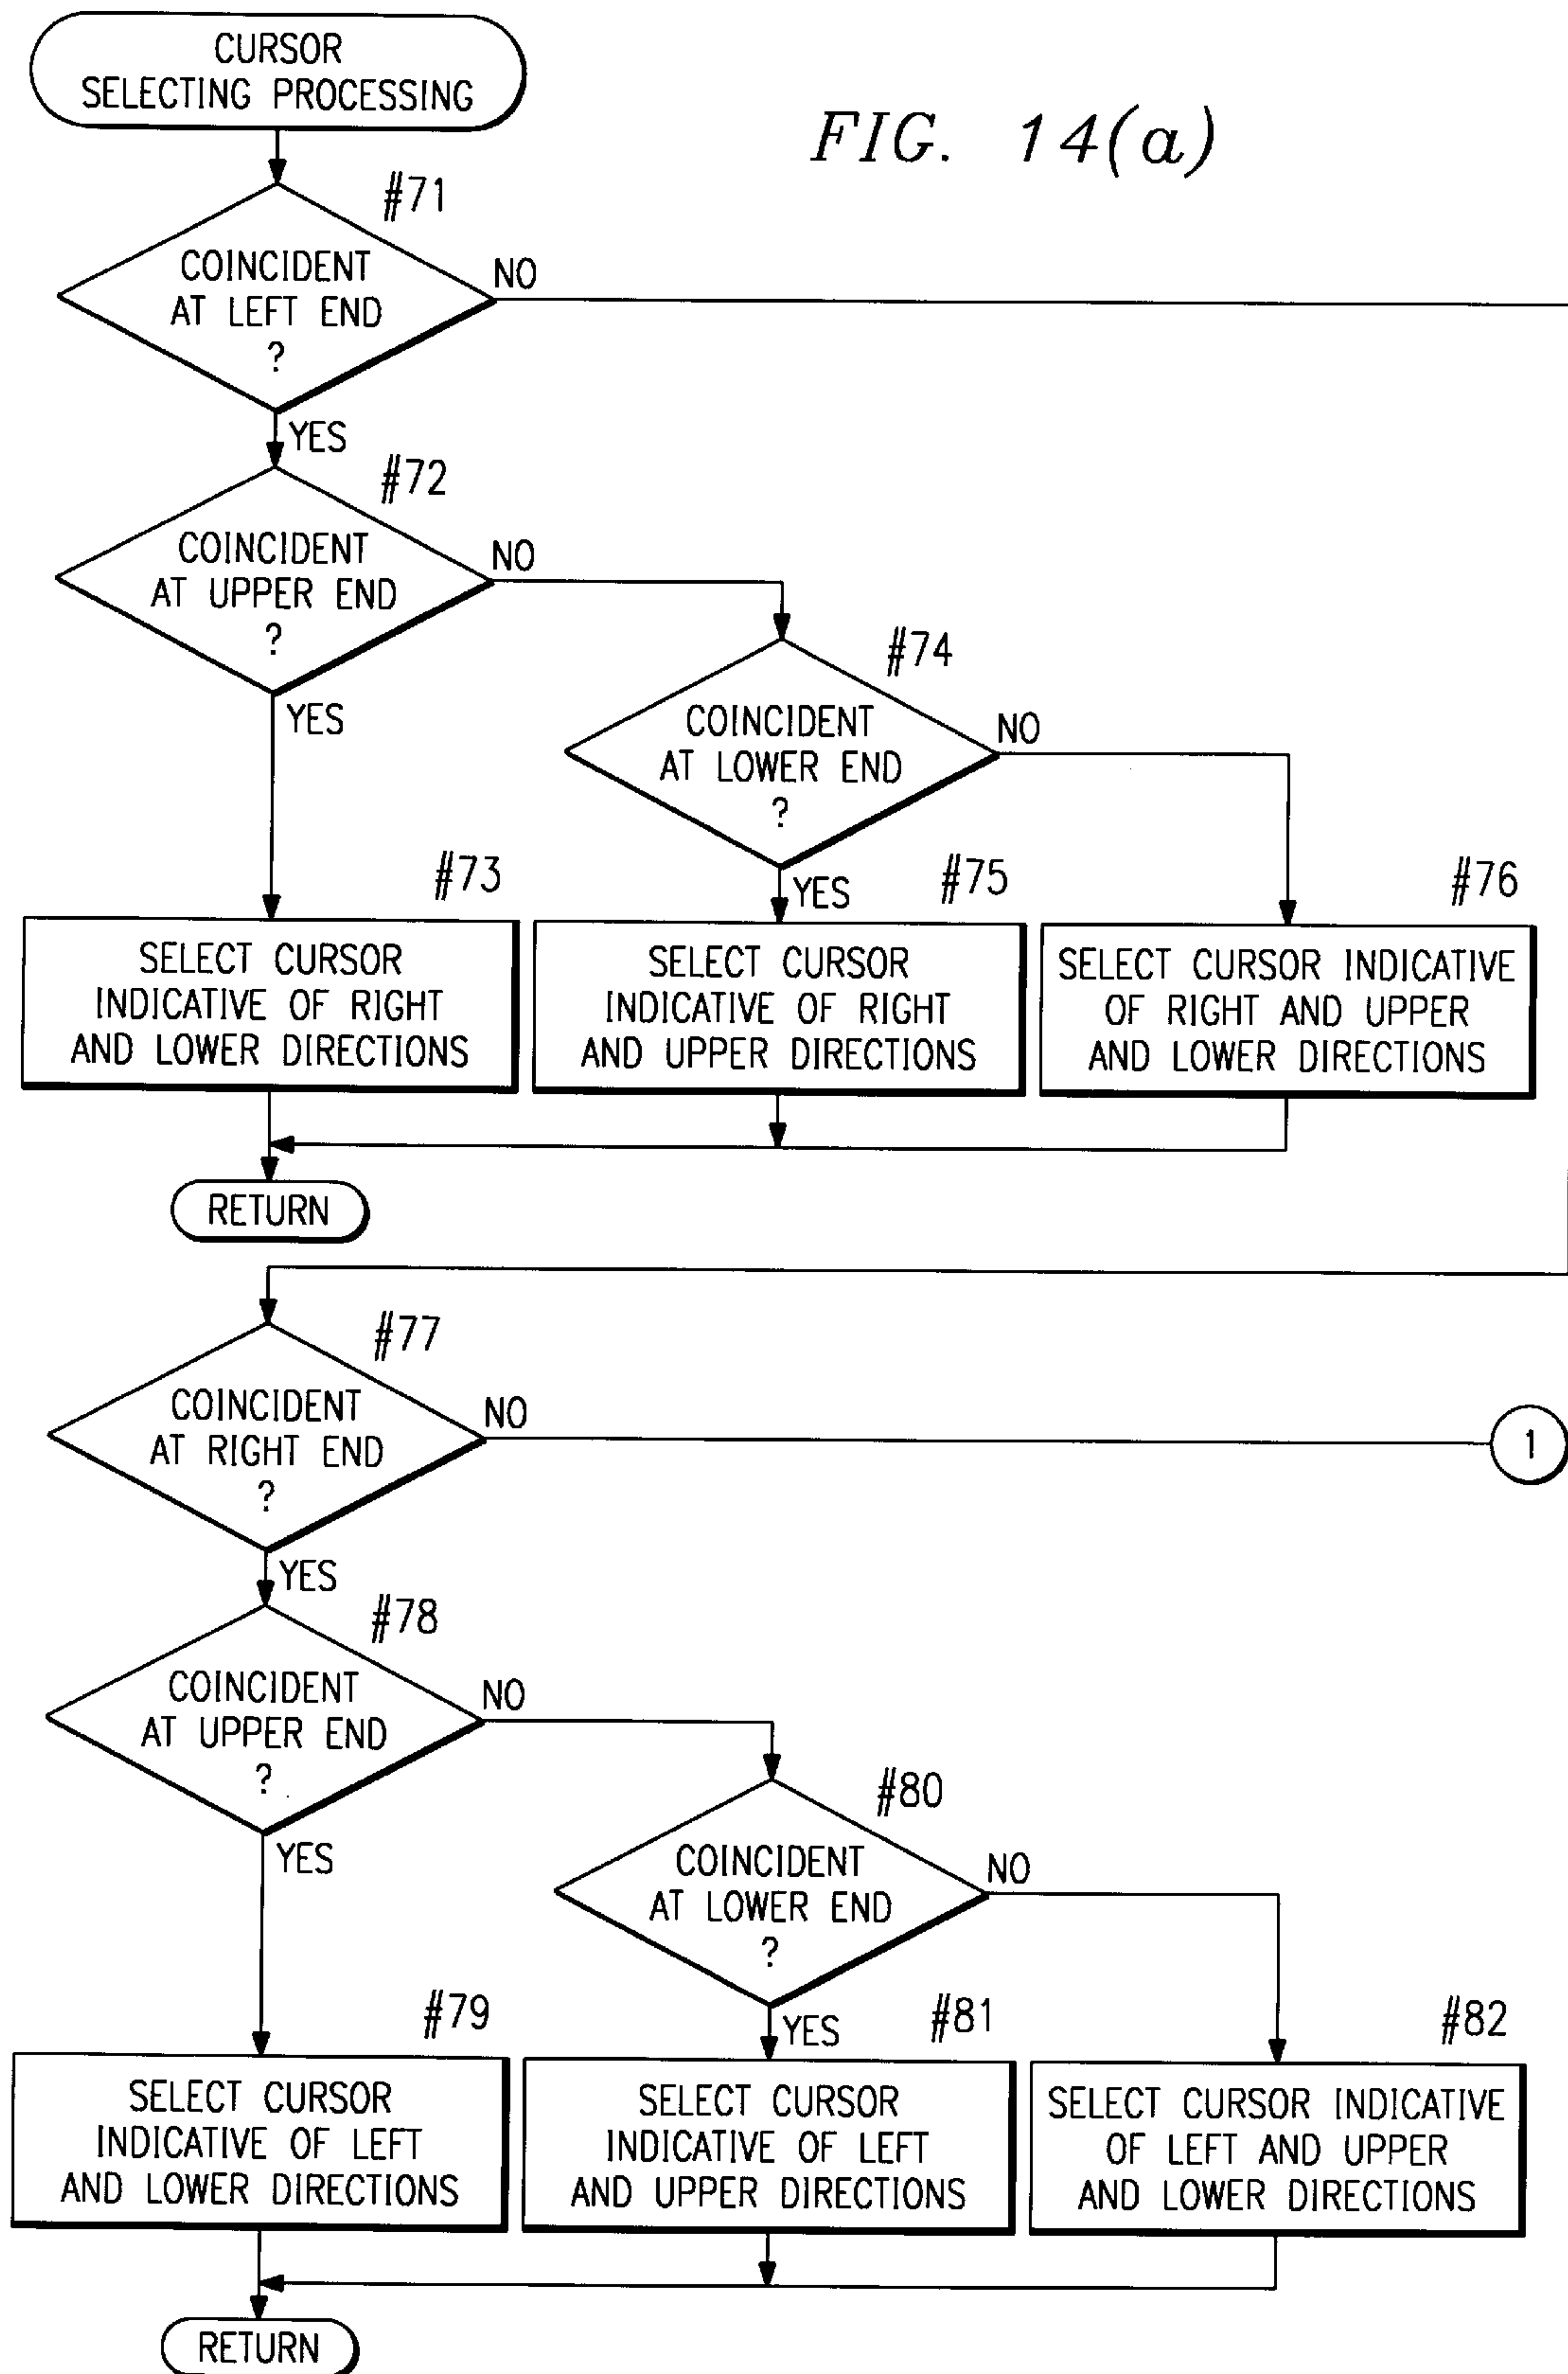 CURSOR
SELECTING PROCESSING
FIG. 14(a)
#71
COINCIDENT
AT LEFT END
?
NO
YES
#72
COINCIDENT
AT UPPER END
?
NO
YES
#74
COINCIDENT
AT LOWER END
?
NO
YES
#73
SELECT CURSOR
INDICATIVE OF RIGHT
AND LOWER DIRECTIONS
#75
SELECT CURSOR
INDICATIVE OF RIGHT
AND UPPER DIRECTIONS
#76
SELECT CURSOR INDICATIVE
OF RIGHT AND UPPER
AND LOWER DIRECTIONS
RETURN
#77
COINCIDENT
AT RIGHT END
?
NO
1
YES
#78
COINCIDENT
AT UPPER END
?
NO
YES
#80
COINCIDENT
AT LOWER END
?
NO
YES
#79
SELECT CURSOR
INDICATIVE OF LEFT
AND LOWER DIRECTIONS
#81
SELECT CURSOR
INDICATIVE OF LEFT
AND UPPER DIRECTIONS
#82
SELECT CURSOR INDICATIVE
OF LEFT AND UPPER
AND LOWER DIRECTIONS
RETURN